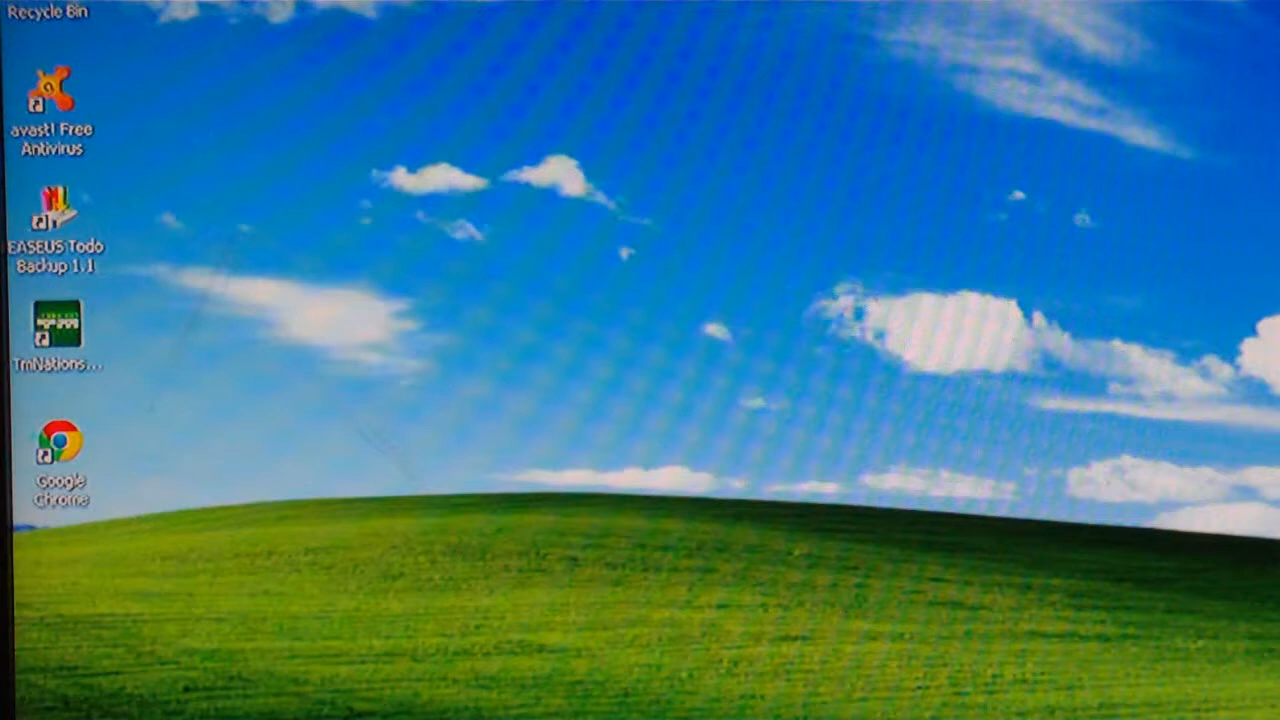 Recycle Bin
avast! Free
Antivirus
EASEUS Todo
Backup 1.1
TmNations...
Google
Chrome